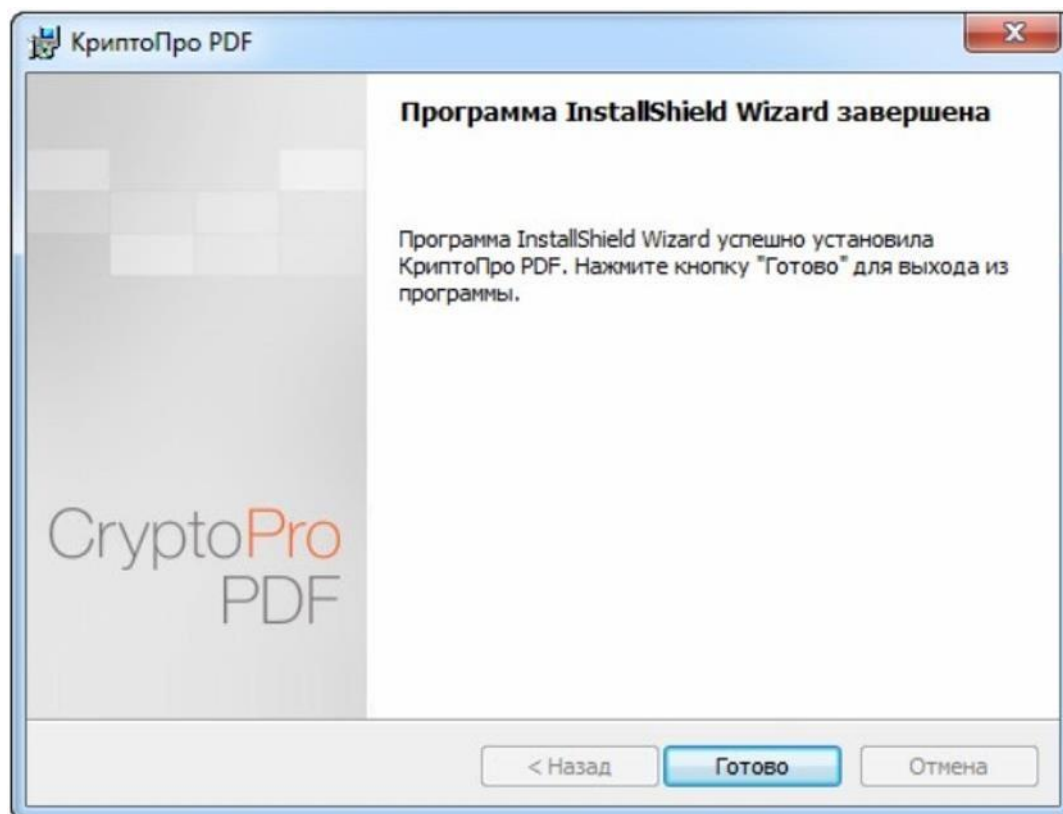 КриптоПро PDF
Программа InstallShield Wizard завершена
Программа InstallShield Wizard успешно установила
КриптоПро PDF. Нажмите кнопку "Готово" для выхода из
программы.
CryptoPro
PDF
< Назад
Готово
Отмена